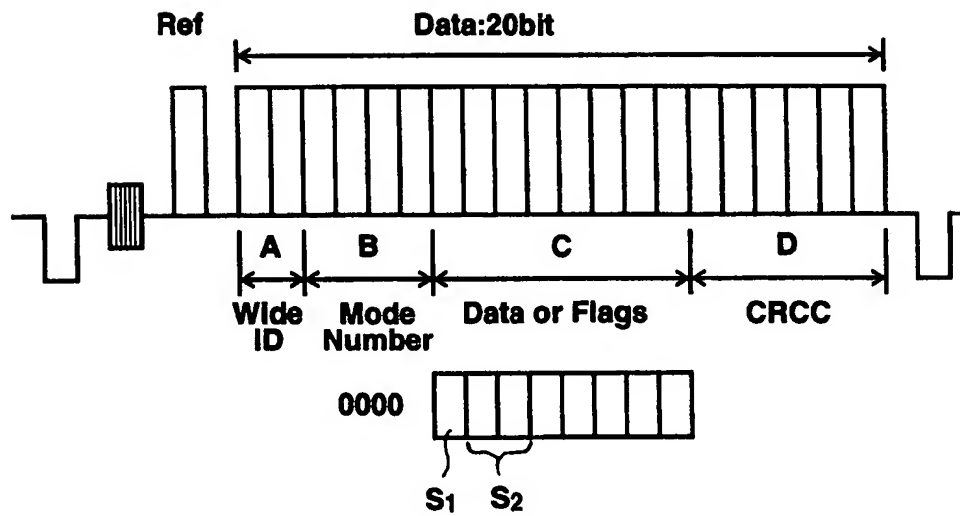 Ref Data:20bit
A B C D
Wide ID Mode Number Data or Flags CRCC
0000
S1 S2